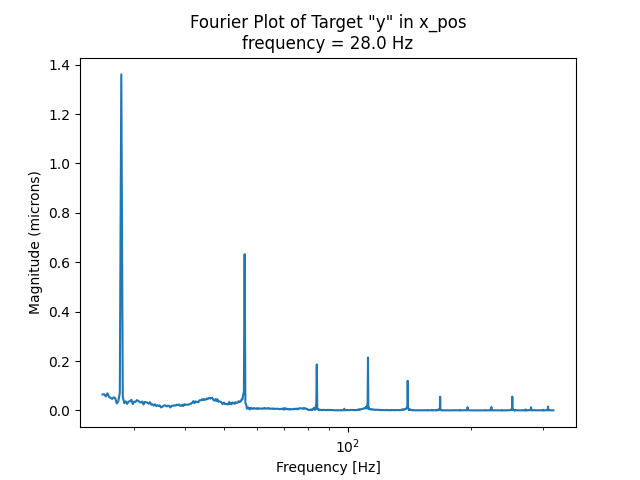 Fourier Plot of Target "y" in x_pos
frequency = 28.0 Hz
1.4
1.2
1.0
0.8
0.6
0.4
0.2
0.0
Magnitude (microns)
10²
Frequency [Hz]